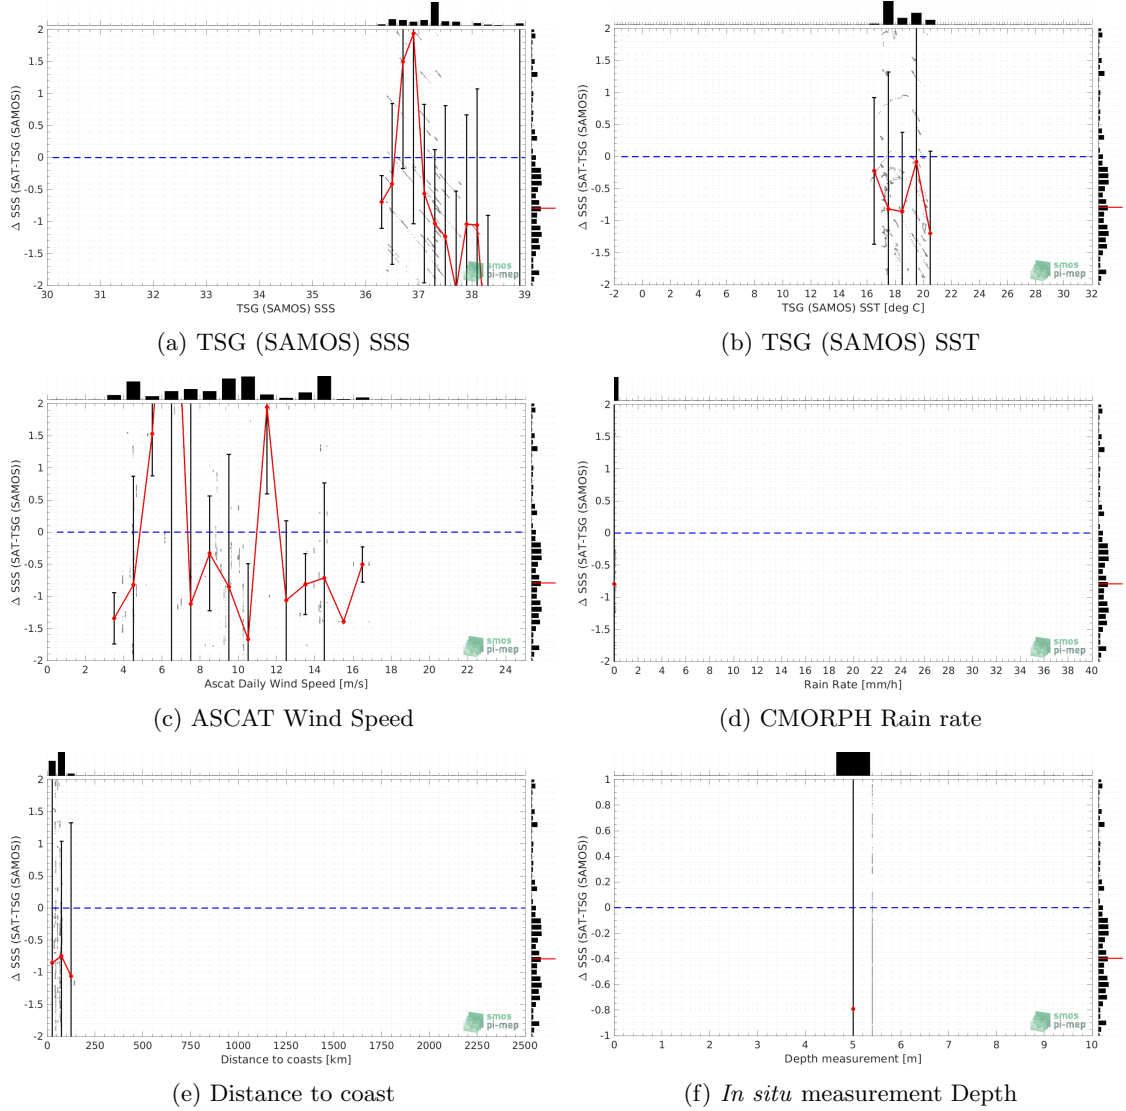 2
1.5
1
0.5
0
-0.5
-1
-1.5
-2
Δ SSS (SAT-TSG (SAMOS))
30 31 32 33 34 35 36 37 38 39
TSG (SAMOS) SSS
smos
pi-mep
(a) TSG (SAMOS) SSS
2
1.5
1
0.5
0
-0.5
-1
-1.5
-2
Δ SSS (SAT-TSG (SAMOS))
-2 0 2 4 6 8 10 12 14 16 18 20 22 24 26 28 30 32
TSG (SAMOS) SST [deg C]
smos
pi-mep
(b) TSG (SAMOS) SST
2
1.5
1
0.5
0
-0.5
-1
-1.5
-2
Δ SSS (SAT-TSG (SAMOS))
0 2 4 6 8 10 12 14 16 18 20 22 24
Ascat Daily Wind Speed [m/s]
smos
pi-mep
(c) ASCAT Wind Speed
2
1.5
1
0.5
0
-0.5
-1
-1.5
-2
Δ SSS (SAT-TSG (SAMOS))
0 2 4 6 8 10 12 14 16 18 20 22 24 26 28 30 32 34 36 38 40
Rain Rate [mm/h]
smos
pi-mep
(d) CMORPH Rain rate
2
1.5
1
0.5
0
-0.5
-1
-1.5
-2
Δ SSS (SAT-TSG (SAMOS))
0 250 500 750 1000 1250 1500 1750 2000 2250 2500
Distance to coasts [km]
smos
pi-mep
(e) Distance to coast
1
0.8
0.6
0.4
0.2
0
-0.2
-0.4
-0.6
-0.8
-1
Δ SSS (SAT-TSG (SAMOS))
0 1 2 3 4 5 6 7 8 9 10
Depth measurement [m]
smos
pi-mep
(f) In situ measurement Depth